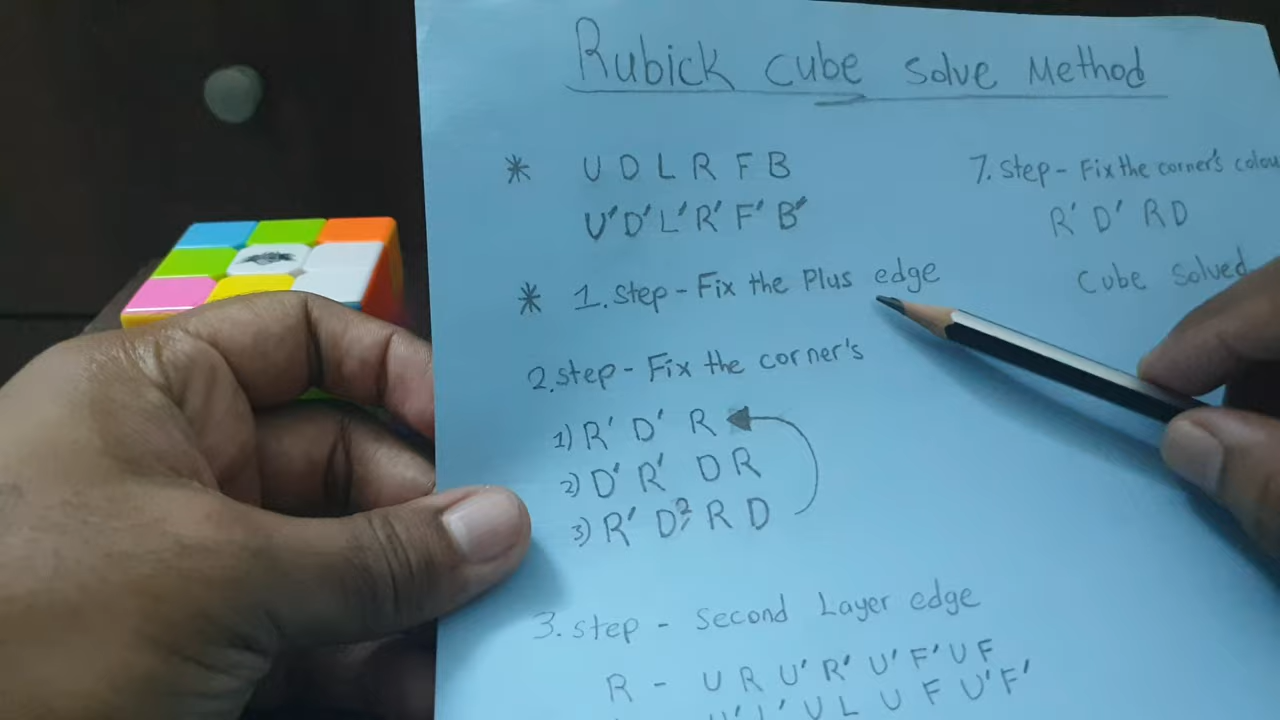 Rubick cube Solve Method
* U D L R F B
U' D' L' R' F' B'
* 1. Step - Fix the Plus edge
2. step - Fix the corner's
1) R' D' R
2) D' R' D R
3) R' D2' R D
3. step - Second Layer edge
R - U R U' R' U' F' U F
U' L' U L U F U' F'
7. Step - Fix the corner's
R' D' R D
Cube Solved